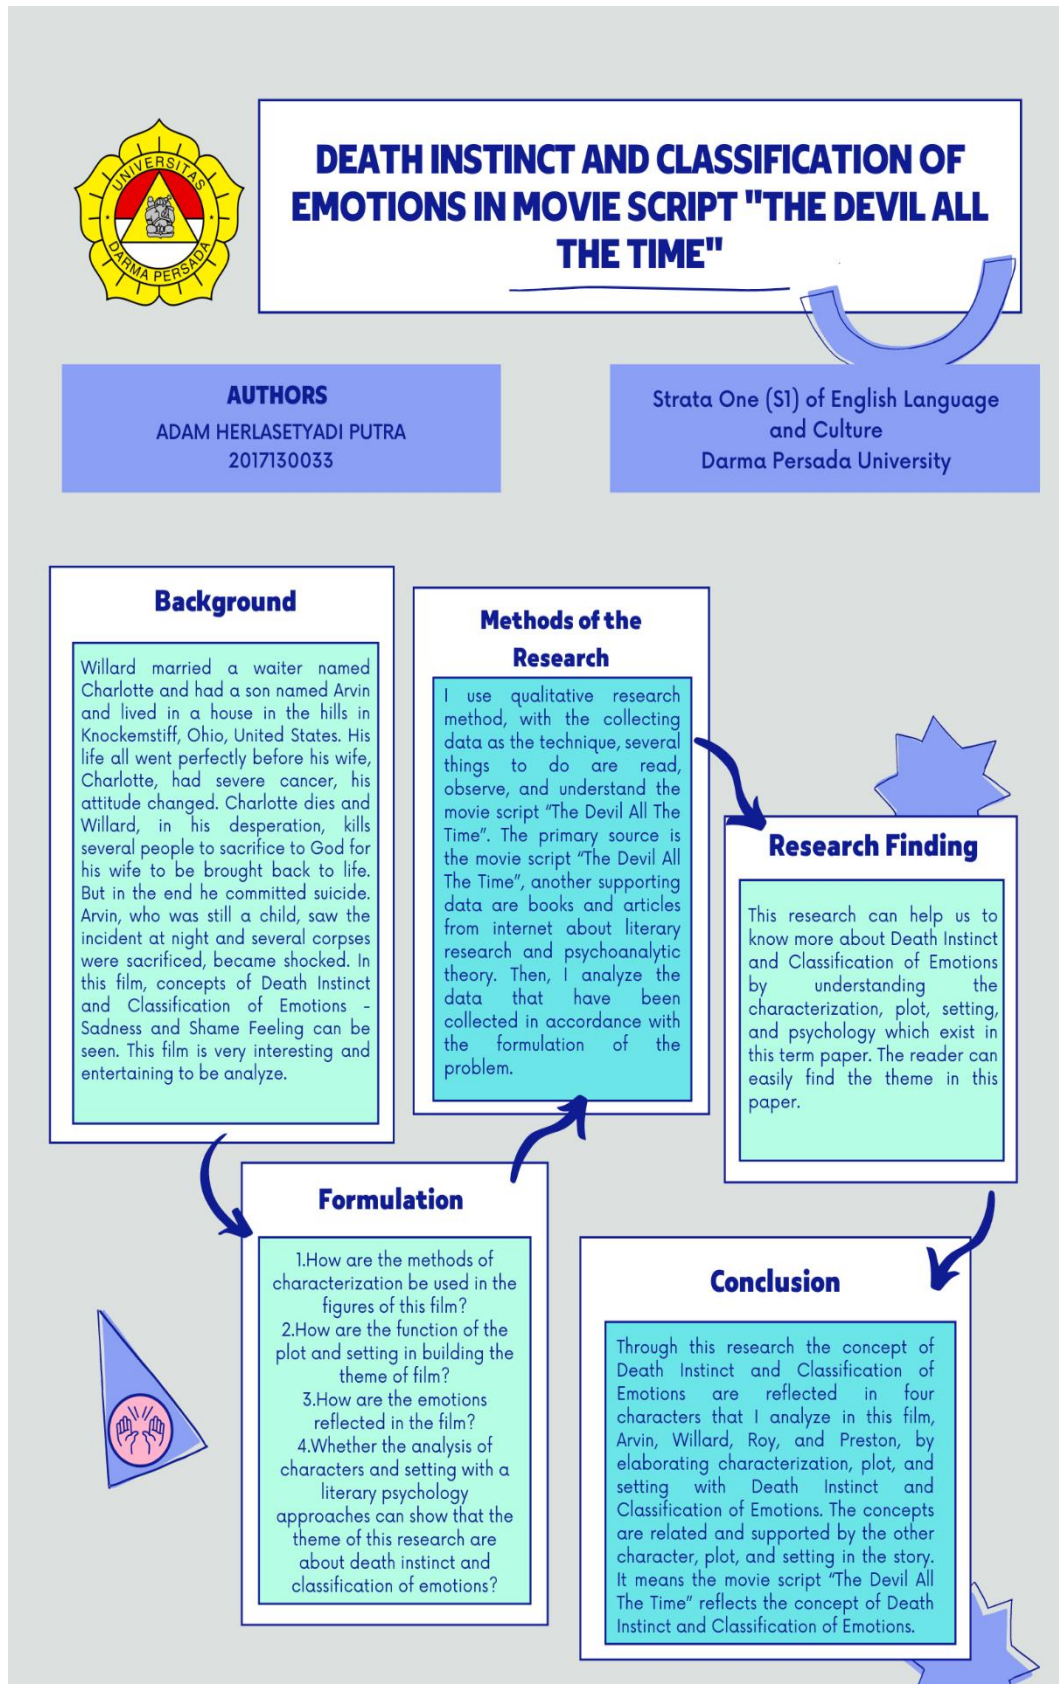 UNIVERSITAS
DARMA PERSADA
DEATH INSTINCT AND CLASSIFICATION OF
EMOTIONS IN MOVIE SCRIPT "THE DEVIL ALL
THE TIME"
AUTHORS
ADAM HERLASETYADI PUTRA
2017130033
Strata One (S1) of English Language
and Culture
Darma Persada University
Background
Willard married a waiter named
Charlotte and had a son named Arvin
and lived in a house in the hills in
Knockemstiff, Ohio, United States. His
life all went perfectly before his wife,
Charlotte, had severe cancer, his
attitude changed. Charlotte dies and
Willard, in his desperation, kills
several people to sacrifice to God for
his wife to be brought back to life.
But in the end he committed suicide.
Arvin, who was still a child, saw the
incident at night and several corpses
were sacrificed, became shocked. In
this film, concepts of Death Instinct
and Classification of Emotions -
Sadness and Shame Feeling can be
seen. This film is very interesting and
entertaining to be analyze.
Formulation
1.How are the methods of
characterization be used in the
figures of this film?
2.How are the function of the
plot and setting in building the
theme of film?
3.How are the emotions
reflected in the film?
4.Whether the analysis of
characters and setting with a
literary psychology
approaches can show that the
theme of this research are
about death instinct and
classification of emotions?
Methods of the
Research
I use qualitative research
method, with the collecting
data as the technique, several
things to do are read,
observe, and understand the
movie script “The Devil All The
Time”. The primary source is
the movie script “The Devil All
The Time”, another supporting
data are books and articles
from internet about literary
research and psychoanalytic
theory. Then, I analyze the
data that have been
collected in accordance with
the formulation of the
problem.
Research Finding
This research can help us to
know more about Death Instinct
and Classification of Emotions
by understanding the
characterization, plot, setting,
and psychology which exist in
this term paper. The reader can
easily find the theme in this
paper.
Conclusion
Through this research the concept of
Death Instinct and Classification of
Emotions are reflected in four
characters that I analyze in this film,
Arvin, Willard, Roy, and Preston, by
elaborating characterization, plot, and
setting with Death Instinct and
Classification of Emotions. The concepts
are related and supported by the other
character, plot, and setting in the story.
It means the movie script “The Devil All
The Time” reflects the concept of Death
Instinct and Classification of Emotions.